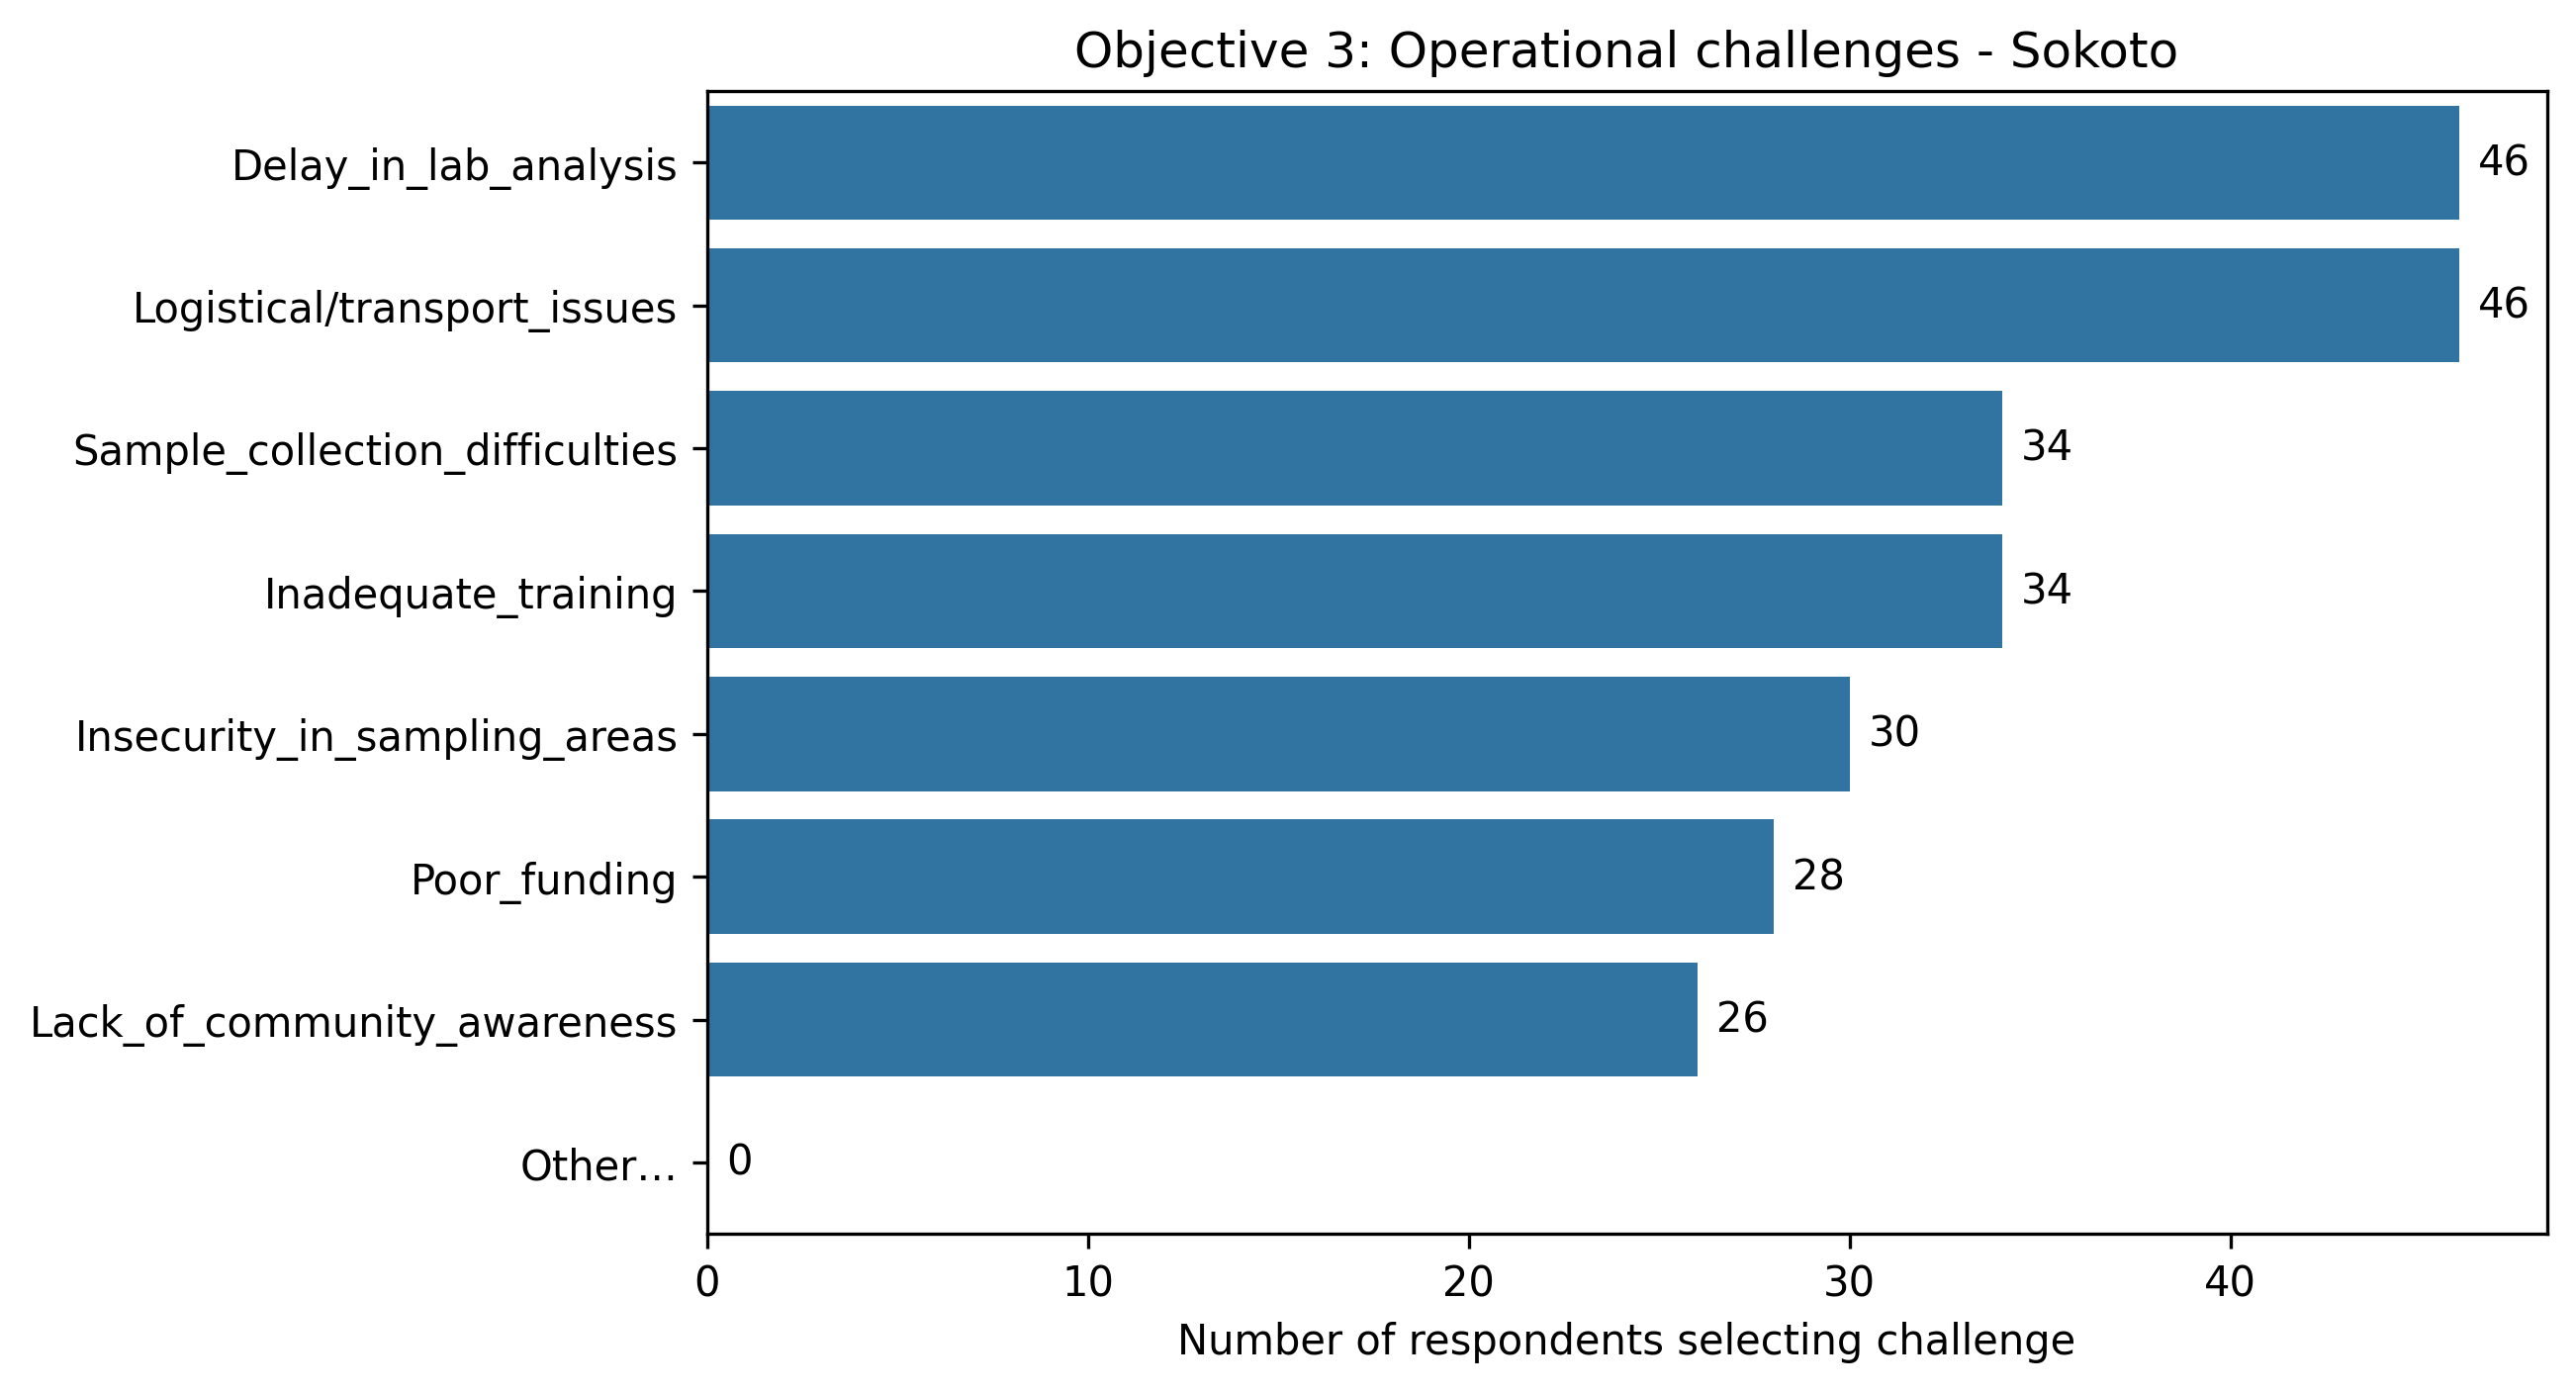 Objective 3: Operational challenges - Sokoto
Delay_in_lab_analysis 46
Logistical/transport_issues 46
Sample_collection_difficulties 34
Inadequate_training 34
Insecurity_in_sampling_areas 30
Poor_funding 28
Lack_of_community_awareness 26
Other... 0
0 10 20 30 40
Number of respondents selecting challenge